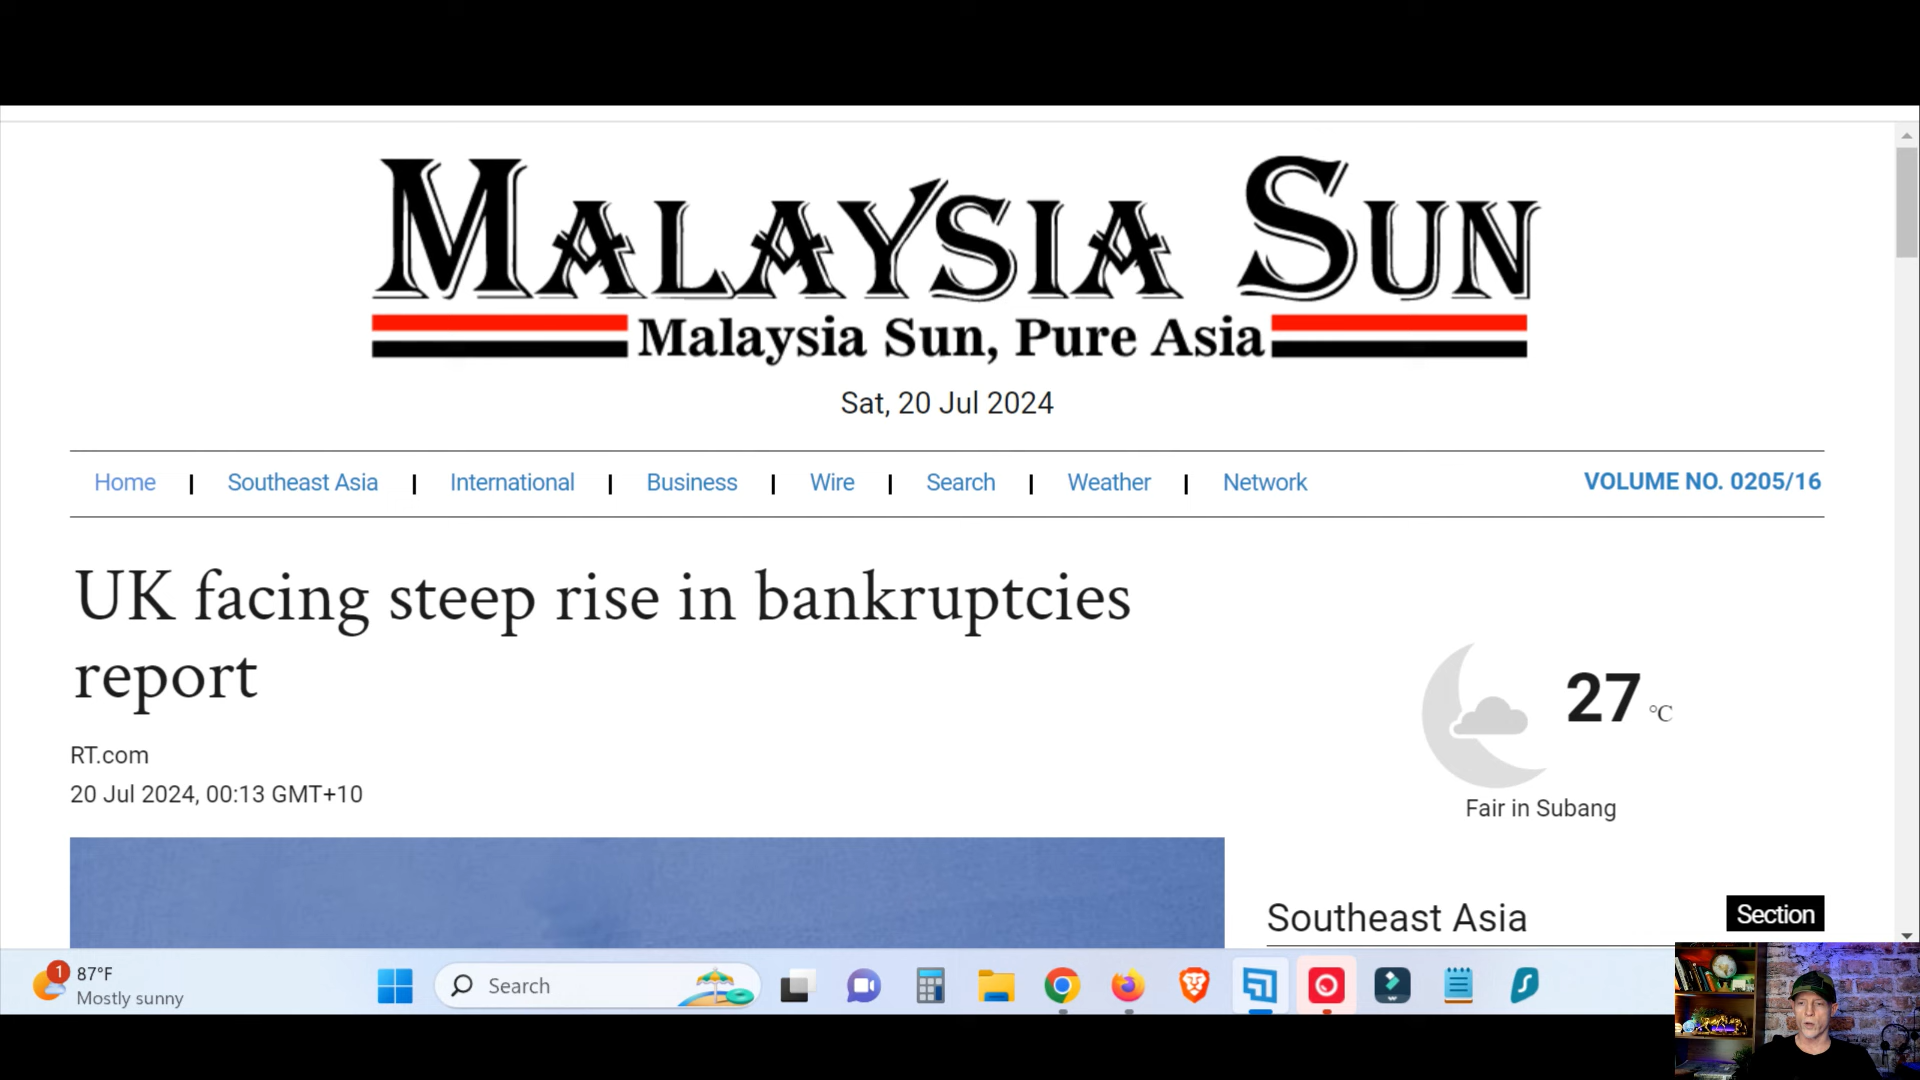 MALAYSIA SUN
Malaysia Sun, Pure Asia
Sat, 20 Jul 2024
Home | Southeast Asia | International | Business | Wire | Search | Weather | Network VOLUME NO. 0205/16
UK facing steep rise in bankruptcies
report
RT.com
20 Jul 2024, 00:13 GMT+10
27 °C
Fair in Subang
Southeast Asia Section
1 87°F
Mostly sunny
Search